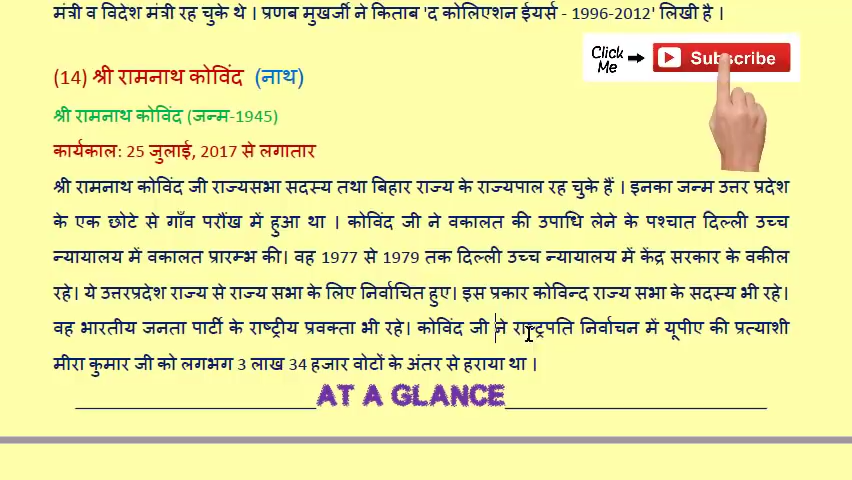 मंत्री व विदेश मंत्री रह चुके थे । प्रणब मुखर्जी ने किताब 'द कोलिएशन ईयर्स - 1996-2012' लिखी है ।
Click Me
Subscribe
(14) श्री रामनाथ कोविंद (नाथ)
श्री रामनाथ कोविंद (जन्म-1945)
कार्यकाल: 25 जुलाई, 2017 से लगातार
श्री रामनाथ कोविंद जी राज्यसभा सदस्य तथा बिहार राज्य के राज्यपाल रह चुके हैं । इनका जन्म उत्तर प्रदेश
के एक छोटे से गाँव परौंख में हुआ था । कोविंद जी ने वकालत की उपाधि लेने के पश्चात दिल्ली उच्च
न्यायालय में वकालत प्रारम्भ की। वह 1977 से 1979 तक दिल्ली उच्च न्यायालय में केंद्र सरकार के वकील
रहे। ये उत्तरप्रदेश राज्य से राज्य सभा के लिए निर्वाचित हुए। इस प्रकार कोविन्द राज्य सभा के सदस्य भी रहे।
वह भारतीय जनता पार्टी के राष्ट्रीय प्रवक्ता भी रहे। कोविंद जी ने राष्ट्रपति निर्वाचन में यूपीए की प्रत्याशी
मीरा कुमार जी को लगभग 3 लाख 34 हजार वोटों के अंतर से हराया था ।
AT A GLANCE